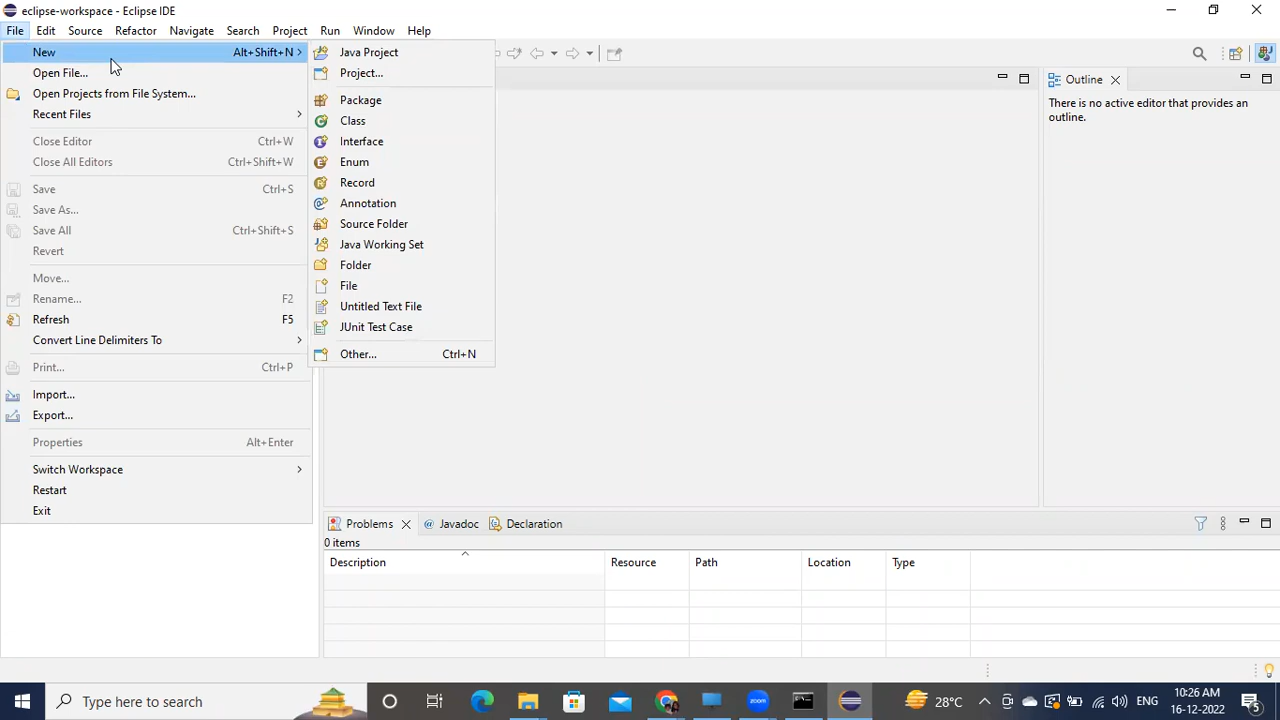 eclipse-workspace - Eclipse IDE
File Edit Source Refactor Navigate Search Project Run Window Help
New Alt+Shift+N
Open File...
Open Projects from File System...
Recent Files
Close Editor Ctrl+W
Close All Editors Ctrl+Shift+W
Save Ctrl+S
Save As...
Save All Ctrl+Shift+S
Revert
Move...
Rename... F2
Refresh F5
Convert Line Delimiters To
Print... Ctrl+P
Import...
Export...
Properties Alt+Enter
Switch Workspace
Restart
Exit
Java Project
Project...
Package
Class
Interface
Enum
Record
Annotation
Source Folder
Java Working Set
Folder
File
Untitled Text File
JUnit Test Case
Other... Ctrl+N
Outline
There is no active editor that provides an
outline.
Problems @ Javadoc Declaration
0 items
Description Resource Path Location Type
Type here to search
zoom
28°C
ENG
10:26 AM
16-12-2022
5